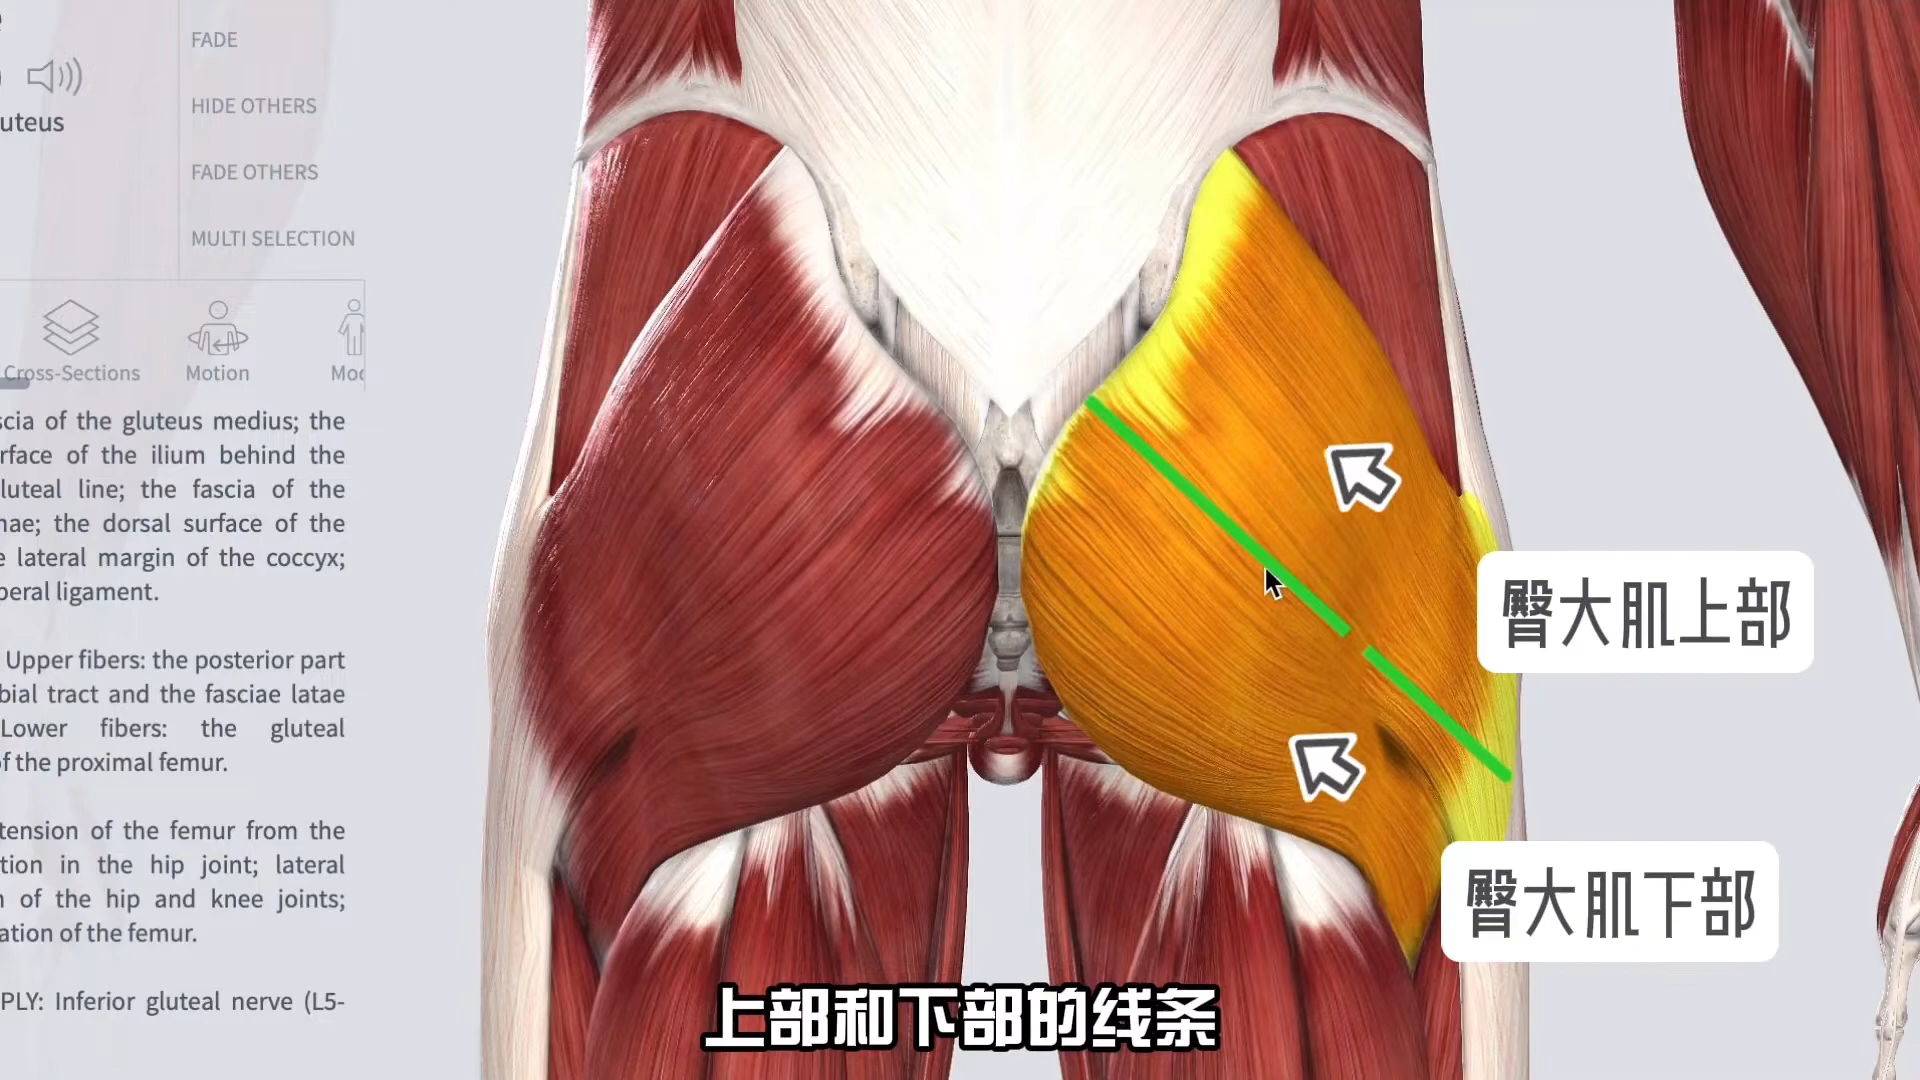 FADE
HIDE OTHERS
uteus
FADE OTHERS
MULTI SELECTION
Cross-Sections
Motion
scia of the gluteus medius; the
rface of the ilium behind the
luteal line; the fascia of the
nae; the dorsal surface of the
e lateral margin of the coccyx;
beral ligament.
Upper fibers: the posterior part
bial tract and the fasciae latae
Lower fibers: the gluteal
of the proximal femur.
tension of the femur from the
tion in the hip joint; lateral
n of the hip and knee joints;
ation of the femur.
PLY: Inferior gluteal nerve (L5-
臀大肌上部
臀大肌下部
上部和下部的线条